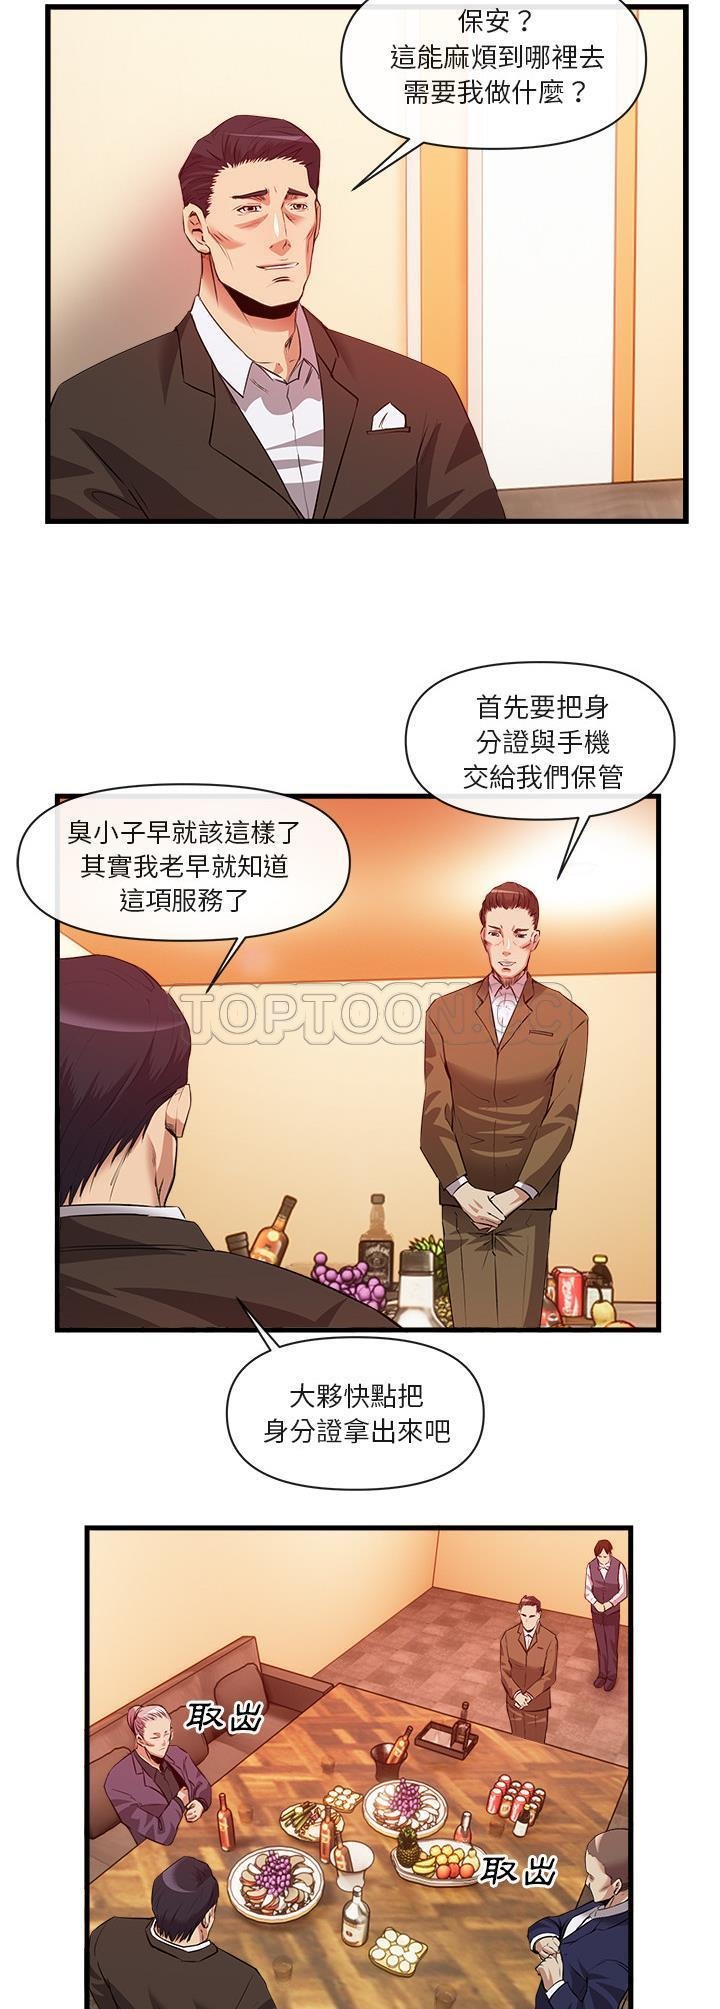 保安？
這能麻煩到哪裡去
需要我做什麼？
首先要把身
分證與手機
交給我們保管
臭小子早就該這樣了
其實我老早就知道
這項服務了
TOPTOON.CC
大夥快點把
身分證拿出來吧
取出
取出